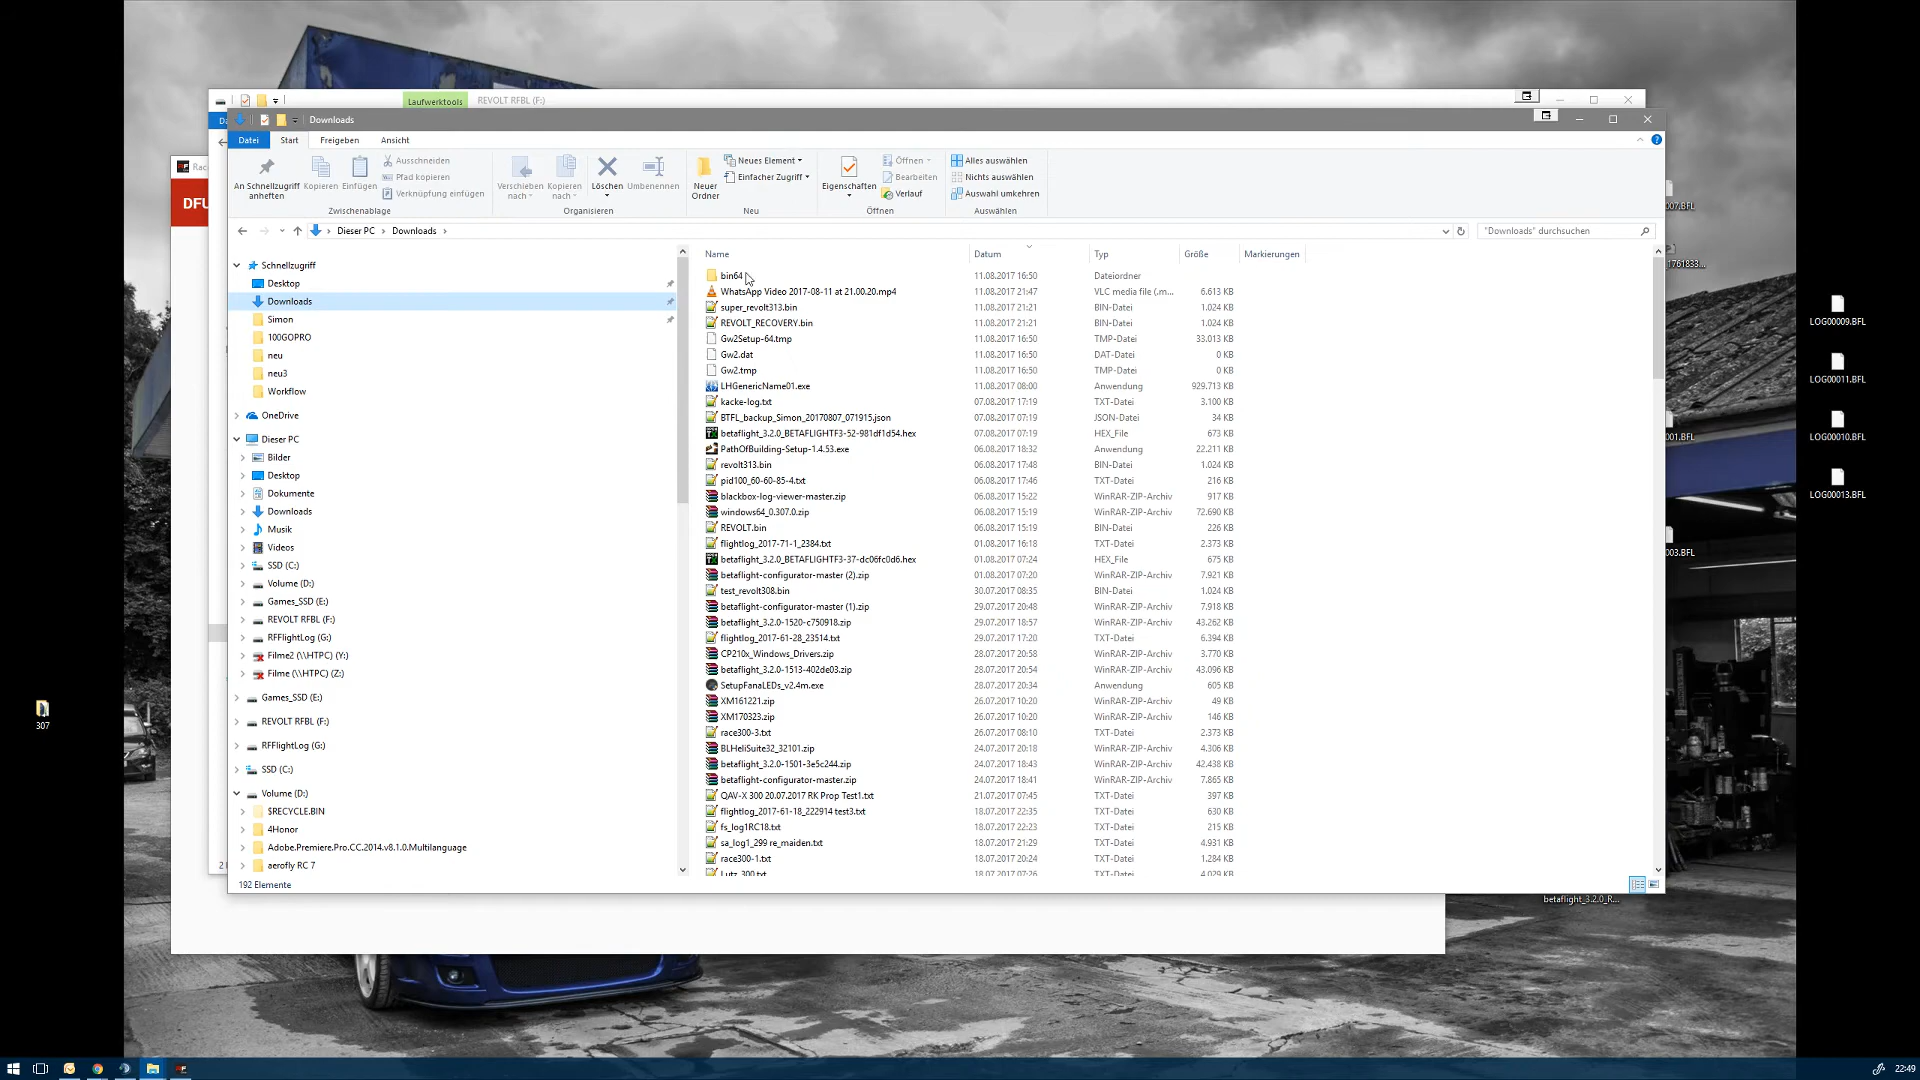 Laufwerktools REVOLT RFBL (F:)
Downloads
Datei Start Freigeben Ansicht
An Schnellzugriff anheften
Kopieren
Einfügen
Ausschneiden
Pfad kopieren
Verknüpfung einfügen
Zwischenablage
Verschieben nach
Kopieren nach
Löschen
Umbenennen
Organisieren
Neuer Ordner
Neues Element
Einfacher Zugriff
Neu
Eigenschaften
Öffnen
Bearbeiten
Verlauf
Öffnen
Alles auswählen
Nichts auswählen
Auswahl umkehren
Auswählen
DFU
Dieser PC > Downloads >
"Downloads" durchsuchen
Schnellzugriff
Desktop
Downloads
Simon
100GOPRO
neu
neu3
Workflow
OneDrive
Dieser PC
Bilder
Desktop
Dokumente
Downloads
Musik
Videos
SSD (C:)
Volume (D:)
Games_SSD (E:)
REVOLT RFBL (F:)
RFFlightLog (G:)
Filme2 (\\HTPC) (Y:)
Filme (\\HTPC) (Z:)
Games_SSD (E:)
REVOLT RFBL (F:)
RFFlightLog (G:)
SSD (C:)
Volume (D:)
$RECYCLE.BIN
4Honor
Adobe.Premiere.Pro.CC.2014.v8.1.0.Multilanguage
aerofly RC 7
Name Datum Typ Größe Markierungen
bin64 11.08.2017 16:50 Dateiordner
WhatsApp Video 2017-08-11 at 21.00.20.mp4 11.08.2017 21:47 VLC media file (.m... 6.613 KB
super_revolt313.bin 11.08.2017 21:21 BIN-Datei 1.024 KB
REVOLT_RECOVERY.bin 11.08.2017 21:21 BIN-Datei 1.024 KB
Gw2Setup-64.tmp 11.08.2017 16:50 TMP-Datei 33.013 KB
Gw2.dat 11.08.2017 16:50 DAT-Datei 0 KB
Gw2.tmp 11.08.2017 16:50 TMP-Datei 0 KB
LHGenericName01.exe 11.08.2017 08:00 Anwendung 929.713 KB
kacke-log.txt 07.08.2017 17:19 TXT-Datei 3.100 KB
BTFL_backup_Simon_20170807_071915.json 07.08.2017 07:19 JSON-Datei 34 KB
betaflight_3.2.0_BETAFLIGHTF3-52-981df1d54.hex 07.08.2017 07:19 HEX_File 673 KB
PathOfBuilding-Setup-1.4.53.exe 06.08.2017 18:32 Anwendung 22.211 KB
revolt313.bin 06.08.2017 17:48 BIN-Datei 1.024 KB
pid100_60-60-85-4.txt 06.08.2017 17:46 TXT-Datei 216 KB
blackbox-log-viewer-master.zip 06.08.2017 15:22 WinRAR-ZIP-Archiv 917 KB
windows64_0.307.0.zip 06.08.2017 15:19 WinRAR-ZIP-Archiv 72.690 KB
REVOLT.bin 06.08.2017 15:19 BIN-Datei 226 KB
flightlog_2017-71-1_2384.txt 01.08.2017 16:18 TXT-Datei 2.373 KB
betaflight_3.2.0_BETAFLIGHTF3-37-dc06fc0d6.hex 01.08.2017 07:24 HEX_File 675 KB
betaflight-configurator-master (2).zip 01.08.2017 07:20 WinRAR-ZIP-Archiv 7.921 KB
test_revolt308.bin 30.07.2017 08:35 BIN-Datei 1.024 KB
betaflight-configurator-master (1).zip 29.07.2017 20:48 WinRAR-ZIP-Archiv 7.918 KB
betaflight_3.2.0-1520-c750918.zip 29.07.2017 18:57 WinRAR-ZIP-Archiv 43.262 KB
flightlog_2017-61-28_23514.txt 29.07.2017 17:20 TXT-Datei 6.394 KB
CP210x_Windows_Drivers.zip 28.07.2017 20:58 WinRAR-ZIP-Archiv 3.770 KB
betaflight_3.2.0-1513-402de03.zip 28.07.2017 20:54 WinRAR-ZIP-Archiv 43.096 KB
SetupFanaLEDs_v2.4m.exe 28.07.2017 20:34 Anwendung 605 KB
XM161221.zip 26.07.2017 10:20 WinRAR-ZIP-Archiv 49 KB
XM170323.zip 26.07.2017 10:20 WinRAR-ZIP-Archiv 146 KB
race300-3.txt 26.07.2017 08:10 TXT-Datei 2.373 KB
BLHeliSuite32_32101.zip 24.07.2017 20:18 WinRAR-ZIP-Archiv 4.306 KB
betaflight_3.2.0-1501-3e5c244.zip 24.07.2017 18:43 WinRAR-ZIP-Archiv 42.438 KB
betaflight-configurator-master.zip 24.07.2017 18:41 WinRAR-ZIP-Archiv 7.865 KB
QAV-X 300 20.07.2017 RK Prop Test1.txt 21.07.2017 07:45 TXT-Datei 397 KB
flightlog_2017-61-18_222914 test3.txt 18.07.2017 22:35 TXT-Datei 630 KB
fs_log1RC18.txt 18.07.2017 22:23 TXT-Datei 215 KB
sa_log1_299 re_maiden.txt 18.07.2017 21:29 TXT-Datei 4.931 KB
race300-1.txt 18.07.2017 20:24 TXT-Datei 1.284 KB
Lutz_300.txt 18.07.2017 07:26 TXT-Datei 4.029 KB
192 Elemente
307
007.BFL
1761833...
001.BFL
003.BFL
LOG00009.BFL
LOG00011.BFL
LOG00010.BFL
LOG00013.BFL
betaflight_3.2.0_R...
22:49